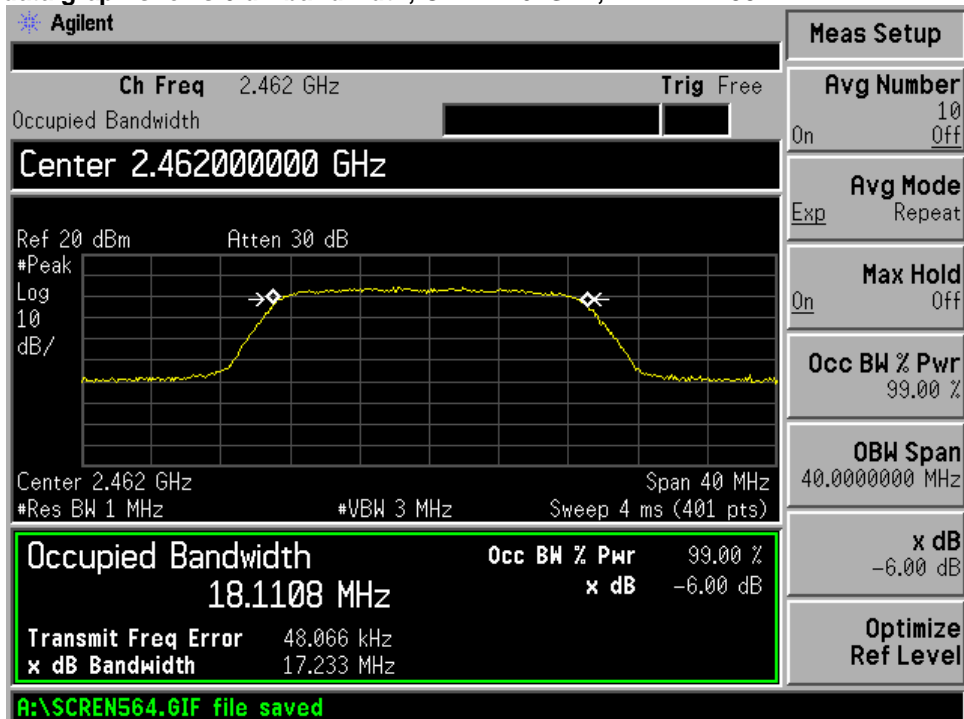 Agilent
Ch Freq 2.462 GHz Trig Free
Occupied Bandwidth
Center 2.462000000 GHz
Ref 20 dBm Atten 30 dB
#Peak
Log
10
dB/
Center 2.462 GHz Span 40 MHz
#Res BW 1 MHz #VBW 3 MHz Sweep 4 ms (401 pts)
Occupied Bandwidth Occ BW % Pwr 99.00 %
18.1108 MHz x dB -6.00 dB
Transmit Freq Error 48.066 kHz
x dB Bandwidth 17.233 MHz
A:\SCREN564.GIF file saved
Meas Setup
Avg Number
10
On Off
Avg Mode
Exp Repeat
Max Hold
On Off
Occ BW % Pwr
99.00 %
OBW Span
40.0000000 MHz
x dB
-6.00 dB
Optimize
Ref Level